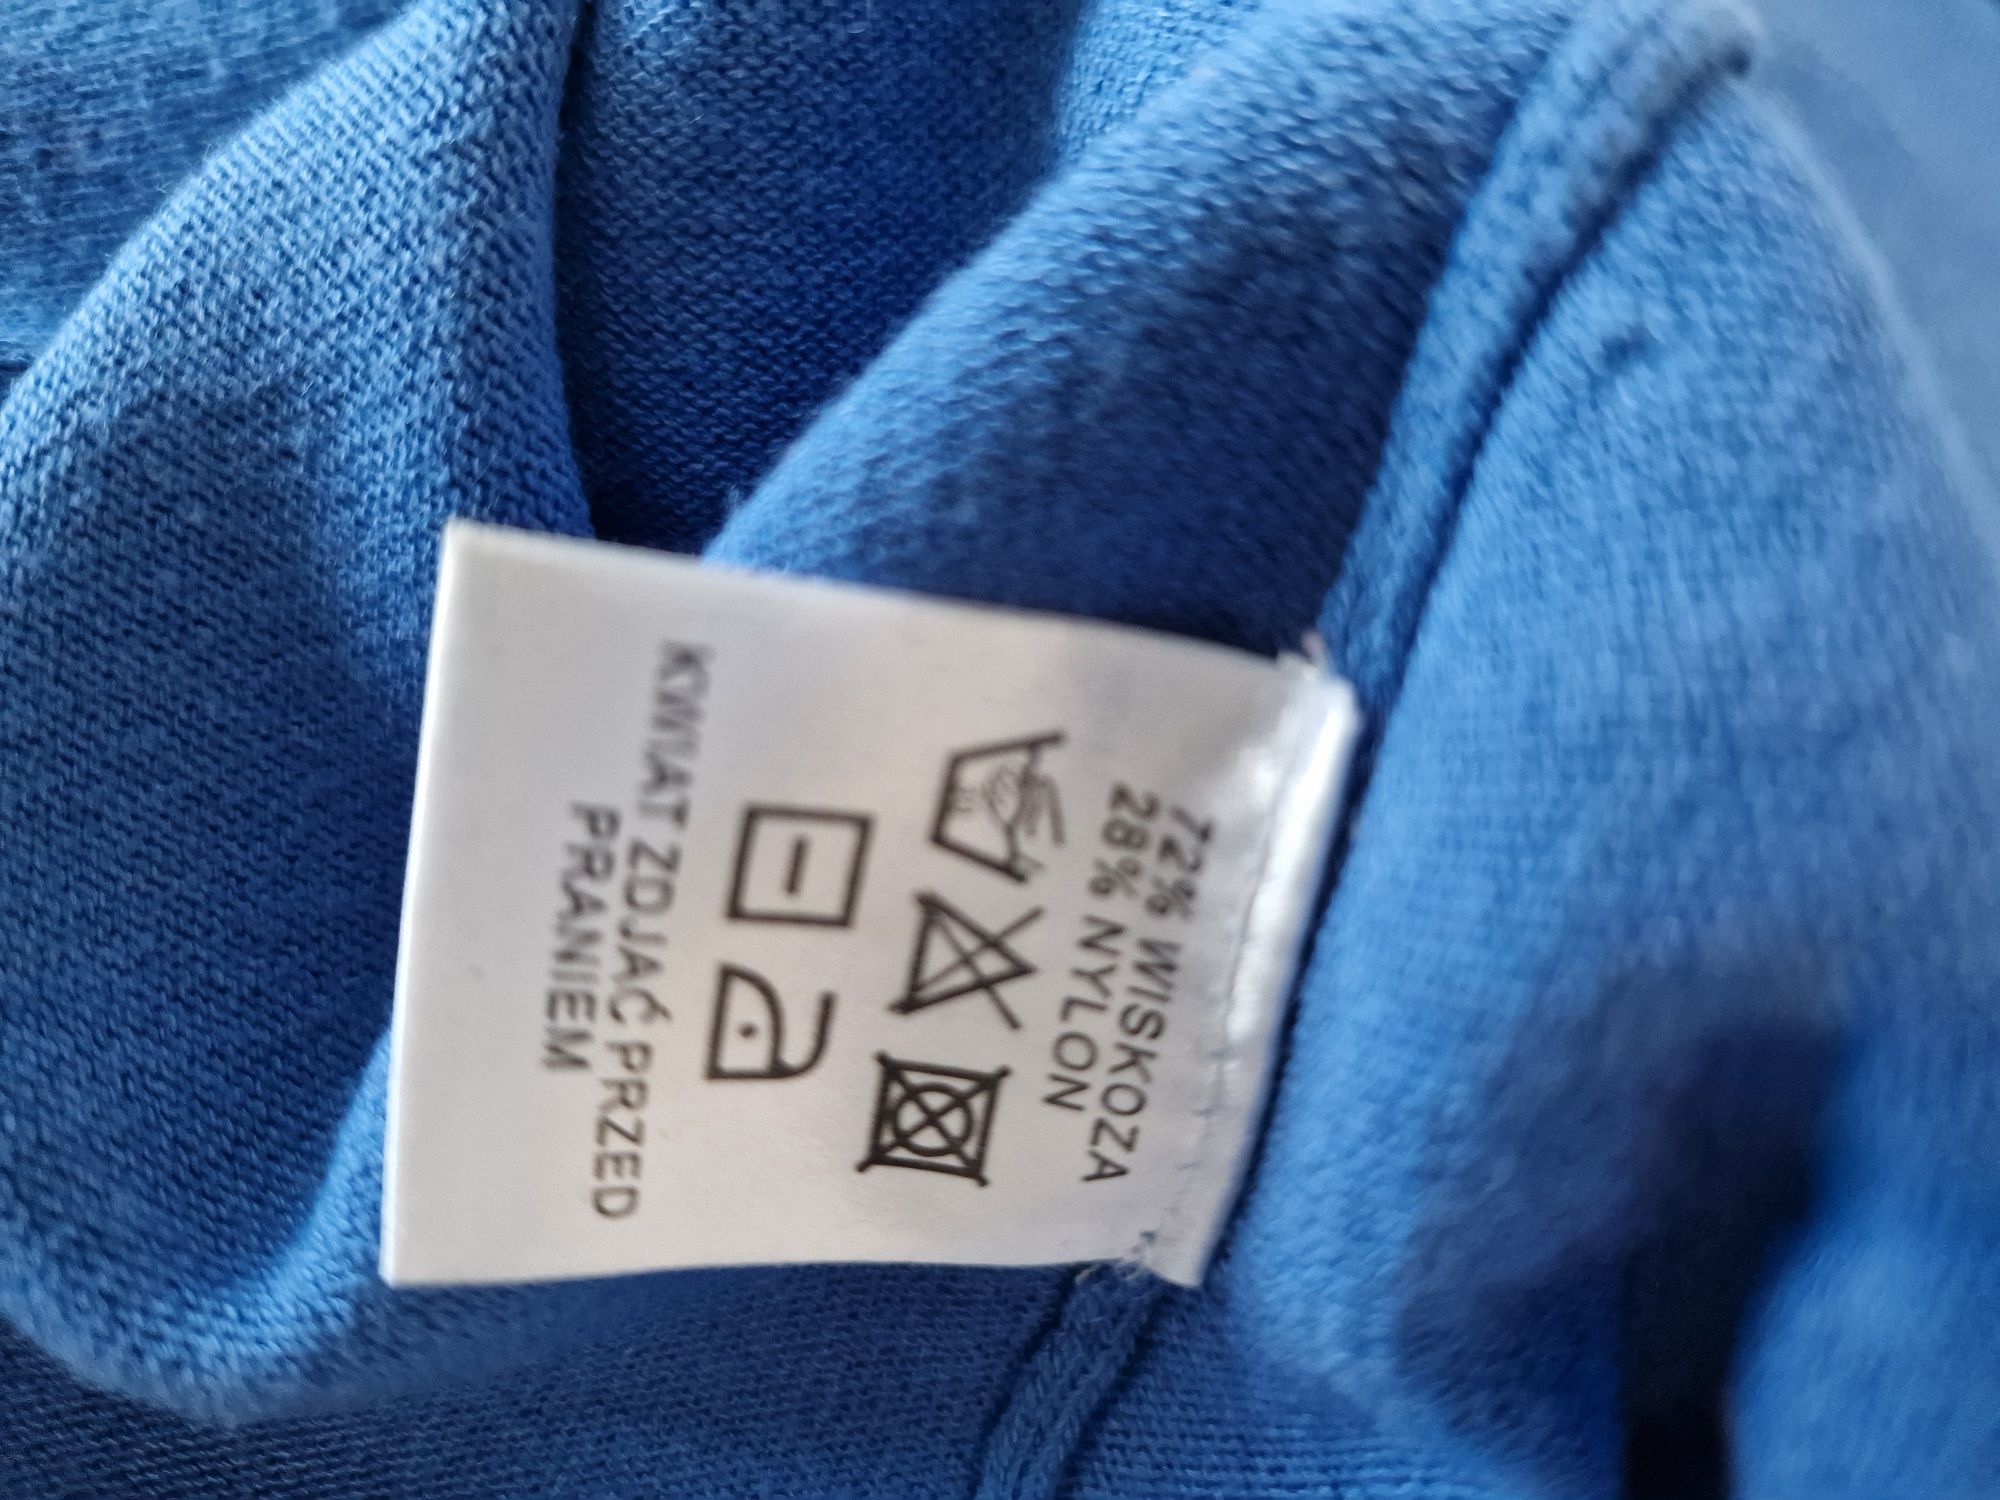 72% WISKOZA
28% NYLON
KWIAT ZDJĄĆ PRZED
PRANIEM